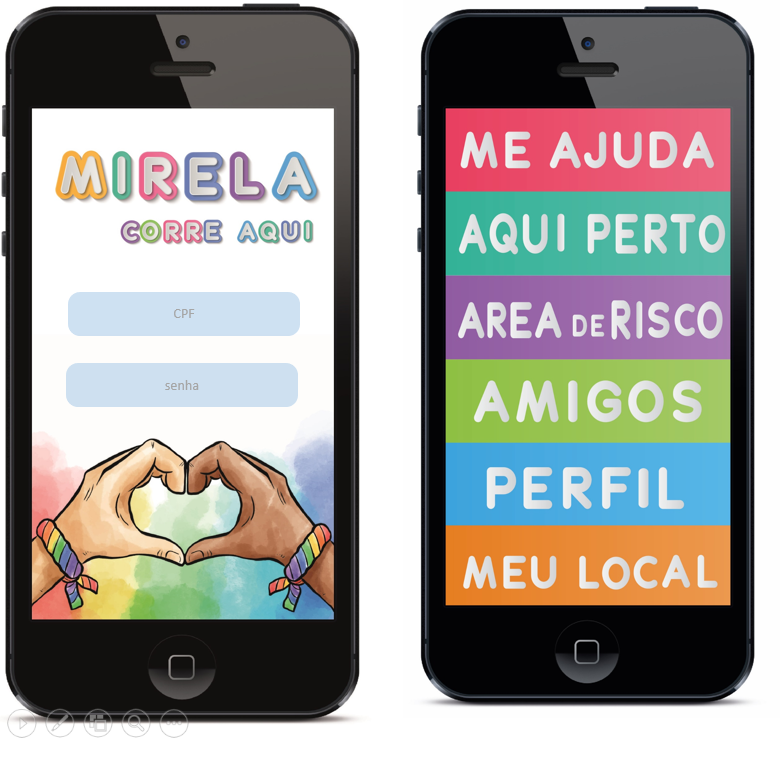 MIRELA
CORRE AQUI
CPF
senha
ME AJUDA
AQUI PERTO
AREA DE RISCO
AMIGOS
PERFIL
MEU LOCAL